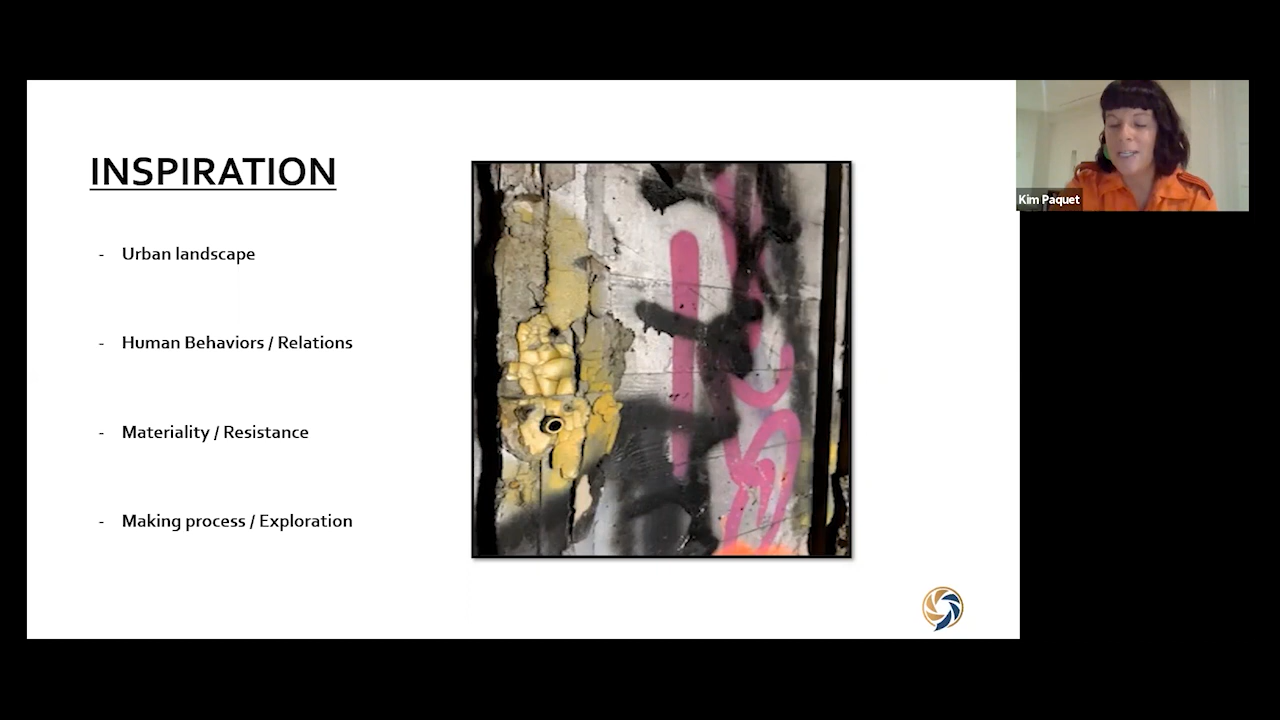 INSPIRATION
- Urban landscape
- Human Behaviors / Relations
- Materiality / Resistance
- Making process / Exploration
Kim Paquet